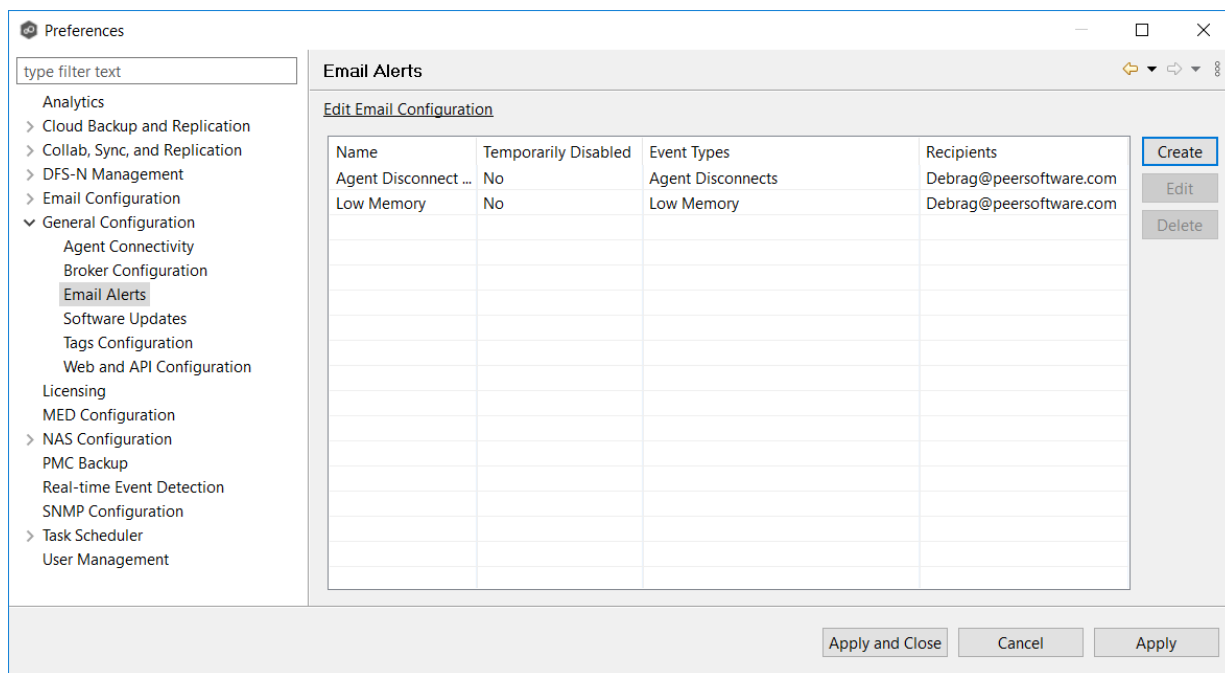 Preferences
type filter text
Analytics
Cloud Backup and Replication
Collab, Sync, and Replication
DFS-N Management
Email Configuration
General Configuration
Agent Connectivity
Broker Configuration
Email Alerts
Software Updates
Tags Configuration
Web and API Configuration
Licensing
MED Configuration
NAS Configuration
PMC Backup
Real-time Event Detection
SNMP Configuration
Task Scheduler
User Management
Email Alerts
Edit Email Configuration
Name Temporarily Disabled Event Types Recipients
Agent Disconnect ... No Agent Disconnects Debrag@peersoftware.com
Low Memory No Low Memory Debrag@peersoftware.com
Create
Edit
Delete
Apply and Close Cancel Apply